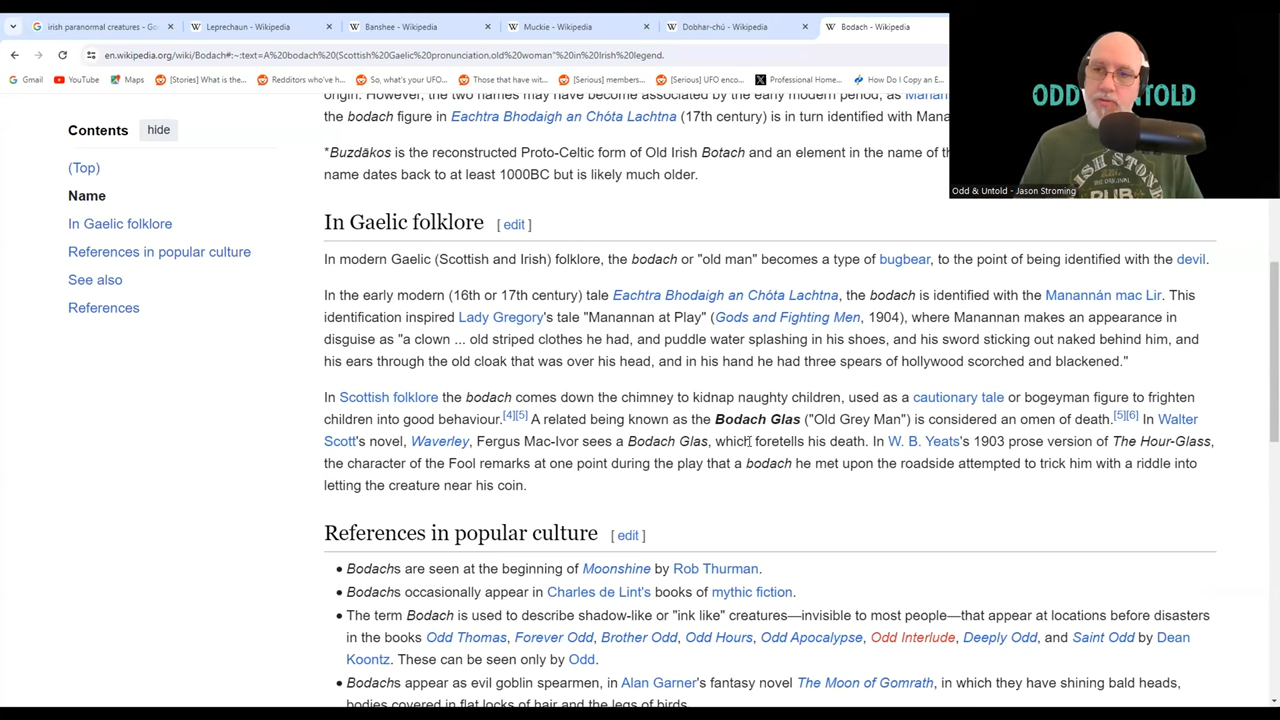 irish paranormal creatures - Go
Leprechaun - Wikipedia
Banshee - Wikipedia
Muckie - Wikipedia
Dobhar-chú - Wikipedia
Bodach - Wikipedia
en.wikipedia.org/wiki/Bodach#:~:text=A%20bodach%20(Scottish%20Gaelic%20pronunciation,old%20woman"%20in%20Irish%20legend.
Gmail
YouTube
Maps
[Stories] What is the...
Redditors who've h...
So, what's your UFO...
Those that have wit...
[Serious] members...
[Serious] UFO enco...
Professional Home...
How Do I Copy an E...
ODD
TOLD
Odd & Untold - Jason Stroming
Contents hide
(Top)
Name
In Gaelic folklore
References in popular culture
See also
References
origin. However, the two names may have become associated by the early modern period, as
the bodach figure in Eachtra Bhodaigh an Chóta Lachtna (17th century) is in turn identified with
*Buzdākos is the reconstructed Proto-Celtic form of Old Irish Botach and an element in the name of
name dates back to at least 1000BC but is likely much older.
In Gaelic folklore [ edit ]
In modern Gaelic (Scottish and Irish) folklore, the bodach or "old man" becomes a type of bugbear, to the point of being identified with the devil.
In the early modern (16th or 17th century) tale Eachtra Bhodaigh an Chóta Lachtna, the bodach is identified with the Manannán mac Lir. This
identification inspired Lady Gregory's tale "Manannan at Play" (Gods and Fighting Men, 1904), where Manannan makes an appearance in
disguise as "a clown ... old striped clothes he had, and puddle water splashing in his shoes, and his sword sticking out naked behind him, and
his ears through the old cloak that was over his head, and in his hand he had three spears of hollywood scorched and blackened."
In Scottish folklore the bodach comes down the chimney to kidnap naughty children, used as a cautionary tale or bogeyman figure to frighten
children into good behaviour.[4][5] A related being known as the Bodach Glas ("Old Grey Man") is considered an omen of death.[5][6] In Walter
Scott's novel, Waverley, Fergus Mac-Ivor sees a Bodach Glas, which foretells his death. In W. B. Yeats's 1903 prose version of The Hour-Glass,
the character of the Fool remarks at one point during the play that a bodach he met upon the roadside attempted to trick him with a riddle into
letting the creature near his coin.
References in popular culture [ edit ]
• Bodachs are seen at the beginning of Moonshine by Rob Thurman.
• Bodachs occasionally appear in Charles de Lint's books of mythic fiction.
• The term Bodach is used to describe shadow-like or "ink like" creatures—invisible to most people—that appear at locations before disasters
in the books Odd Thomas, Forever Odd, Brother Odd, Odd Hours, Odd Apocalypse, Odd Interlude, Deeply Odd, and Saint Odd by Dean
Koontz. These can be seen only by Odd.
• Bodachs appear as evil goblin spearmen, in Alan Garner's fantasy novel The Moon of Gomrath, in which they have shining bald heads,
bodies covered in flat locks of hair and the legs of birds.